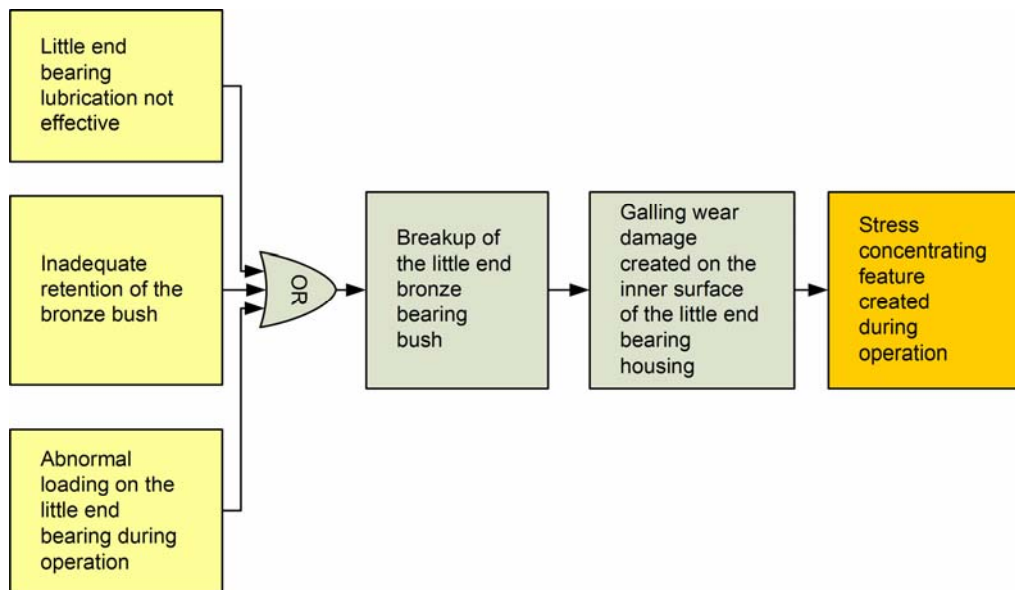 Little end
bearing
lubrication not
effective
Inadequate
retention of the
bronze bush
Abnormal
loading on the
little end
bearing during
operation
OR
Breakup of
the little end
bronze
bearing
bush
Galling wear
damage
created on the
inner surface
of the little end
bearing
housing
Stress
concentrating
feature
created
during
operation